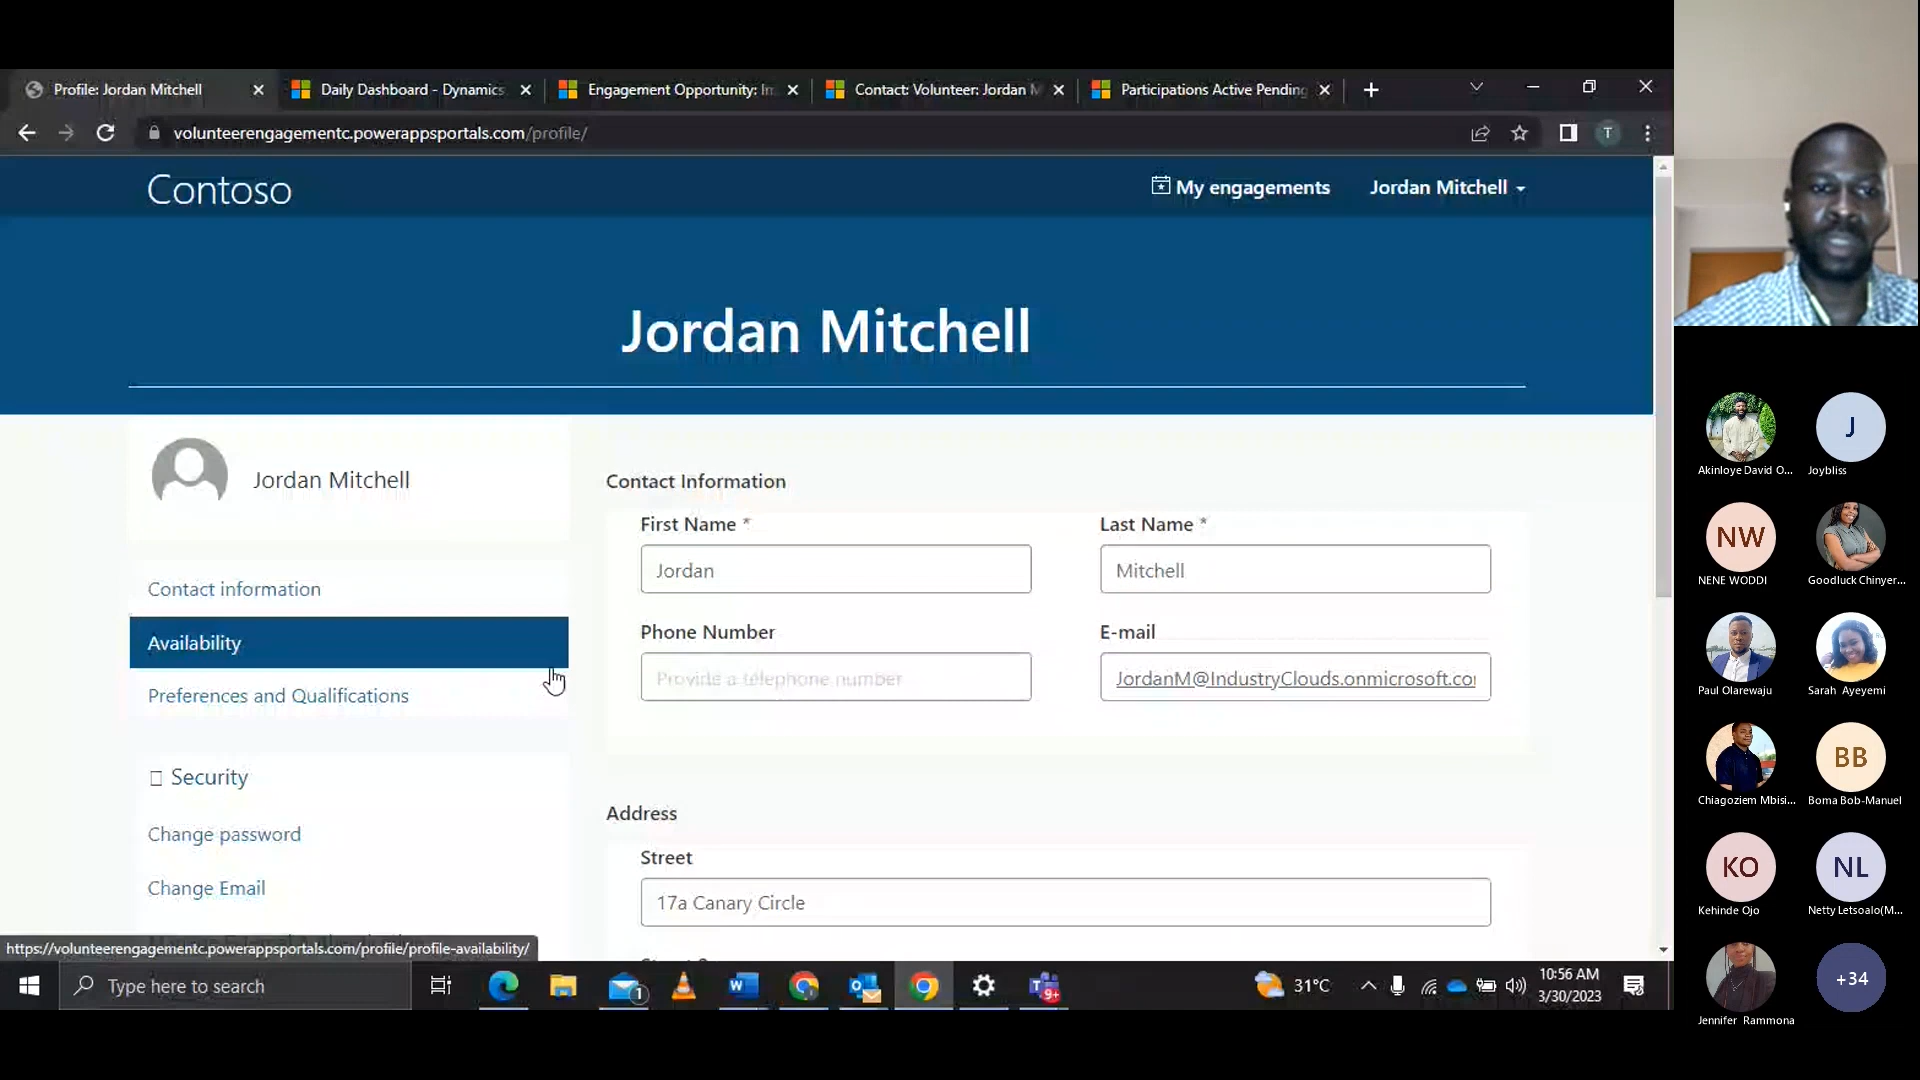 Profile: Jordan Mitchell
Daily Dashboard - Dynamics
Engagement Opportunity: In
Contact: Volunteer: Jordan M
Participations Active Pending
volunteerengagementc.powerappsportals.com/profile/
T
Contoso
My engagements
Jordan Mitchell
Jordan Mitchell
Jordan Mitchell
Contact information
Availability
Preferences and Qualifications
Security
Change password
Change Email
Contact Information
First Name *
Last Name *
Jordan
Mitchell
Phone Number
E-mail
Provide a telephone number
JordanM@IndustryClouds.onmicrosoft.co
Address
Street
17a Canary Circle
https://volunteerengagementc.powerappsportals.com/profile/profile-availability/
Type here to search
1
9+
31°C
10:56 AM
3/30/2023
Akinloye David O...
J
Joybliss
NW
NENE WODDI
Goodluck Chinyer...
Paul Olarewaju
Sarah Ayeyemi
Chiagoziem Mbisi...
BB
Boma Bob-Manuel
KO
Kehinde Ojo
NL
Netty Letsoalo(M...
Jennifer Rammona
+34